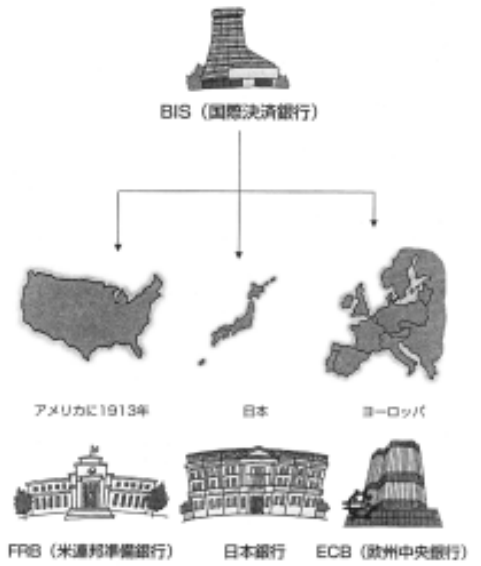 BIS（国際決済銀行）
アメリカに1913年
日本
ヨーロッパ
FRB（米連邦準備銀行）
日本銀行
ECB（欧州中央銀行）